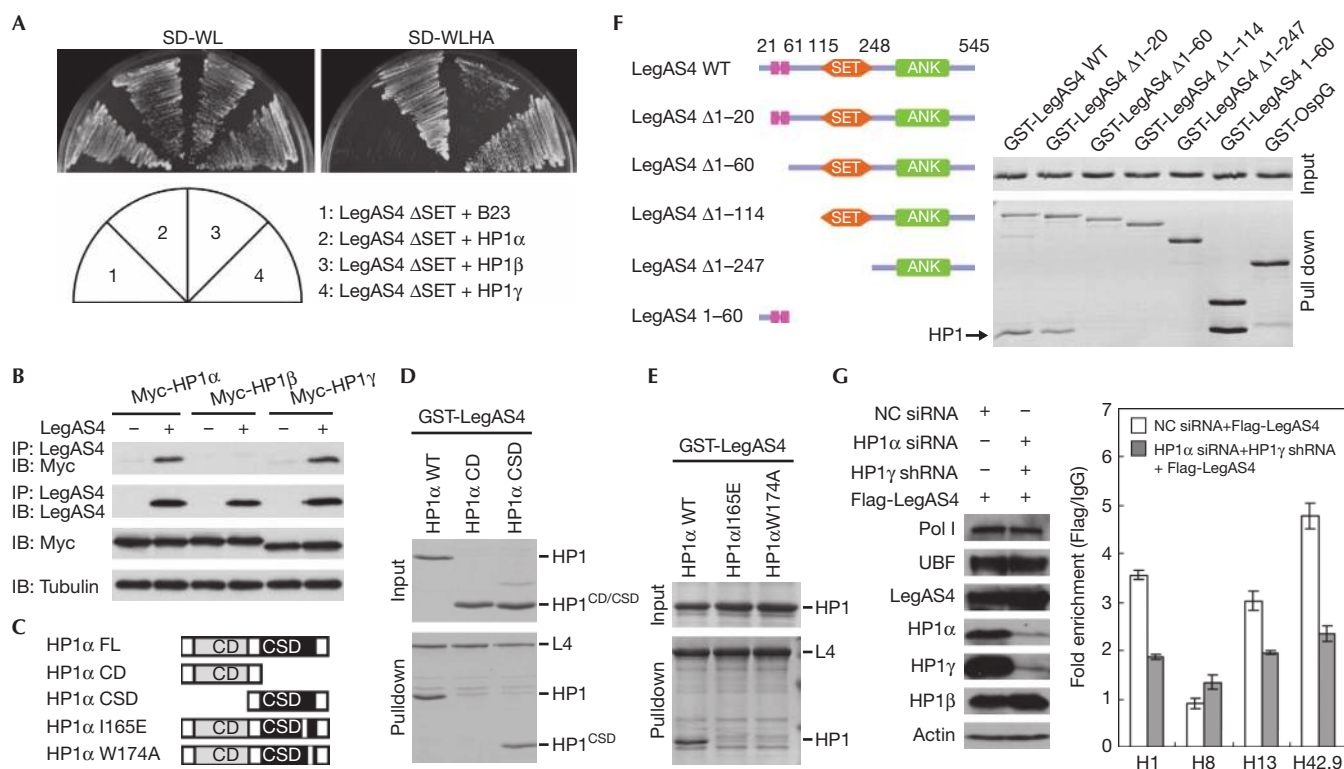 A
SD-WL
SD-WLHA
1
2
3
4
1: LegAS4 ΔSET + B23
2: LegAS4 ΔSET + HP1α
3: LegAS4 ΔSET + HP1β
4: LegAS4 ΔSET + HP1γ
B
Myc-HP1α
Myc-HP1β
Myc-HP1γ
LegAS4 – + – + – +
IP: LegAS4
IB: Myc
IP: LegAS4
IB: LegAS4
IB: Myc
IB: Tubulin
C
HP1α FL CD CSD
HP1α CD CD
HP1α CSD CSD
HP1α I165E CD CSD
HP1α W174A CD CSD
D
GST-LegAS4
HP1α WT
HP1α CD
HP1α CSD
Input
HP1
HP1CD/CSD
Pulldown
L4
HP1
HP1CSD
E
GST-LegAS4
HP1α WT
HP1αI165E
HP1αW174A
Input
HP1
Pulldown
L4
HP1
F
21 61 115 248 545
LegAS4 WT SET ANK
LegAS4 Δ1–20 SET ANK
LegAS4 Δ1–60 SET ANK
LegAS4 Δ1–114 SET ANK
LegAS4 Δ1–247 ANK
LegAS4 1–60
GST-LegAS4 WT
GST-LegAS4 Δ1–20
GST-LegAS4 Δ1–60
GST-LegAS4 Δ1–114
GST-LegAS4 Δ1–247
GST-LegAS4 1–60
GST-OspG
Input
Pull down
HP1
G
NC siRNA + –
HP1α siRNA – +
HP1γ shRNA – +
Flag-LegAS4 + +
Pol I
UBF
LegAS4
HP1α
HP1γ
HP1β
Actin
Fold enrichment (Flag/IgG)
7
6
5
4
3
2
1
0
NC siRNA+Flag-LegAS4
HP1α siRNA+HP1γ shRNA
+ Flag-LegAS4
H1 H8 H13 H42.9